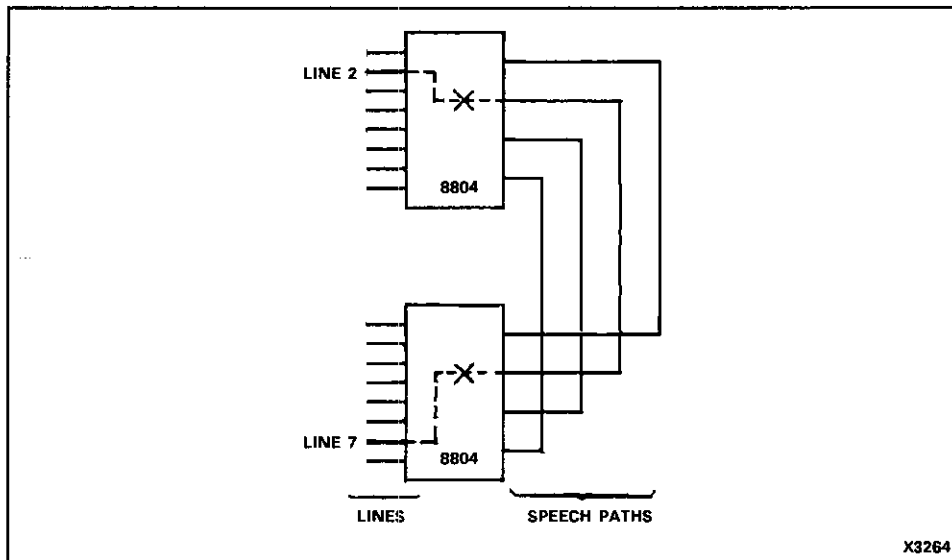 LINE 2
8804
LINE 7
8804
LINES
SPEECH PATHS
X3264